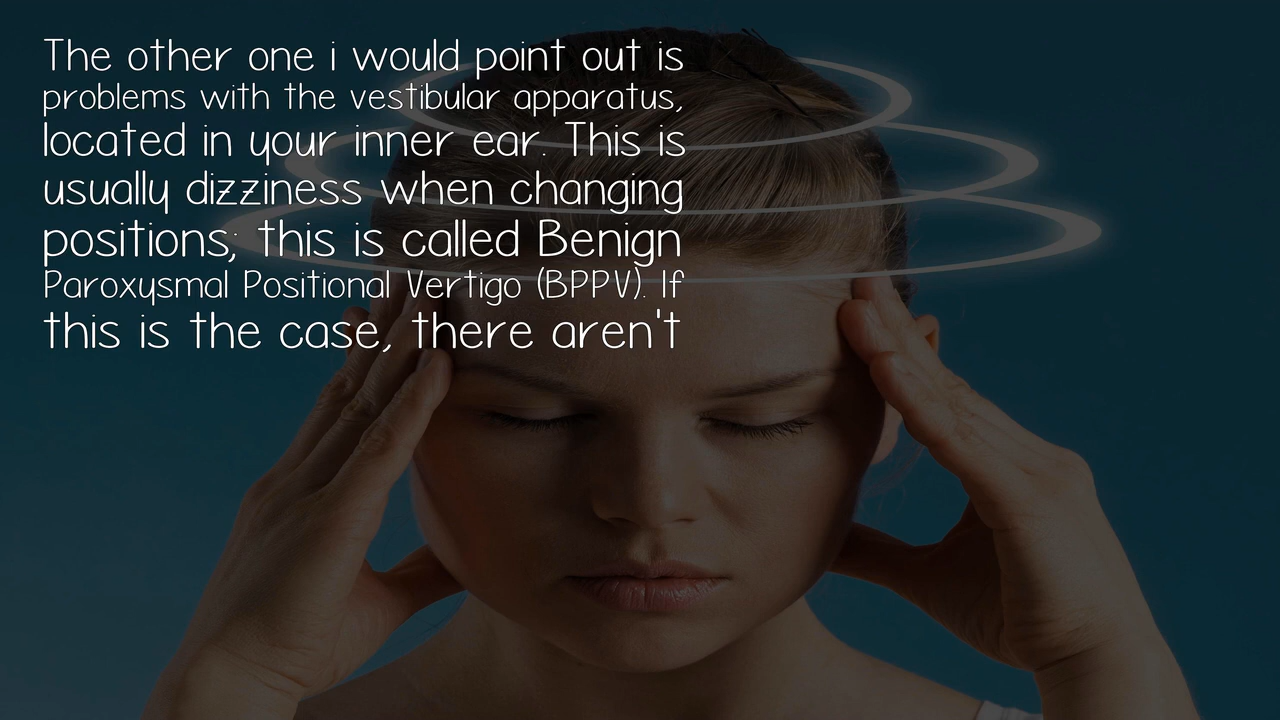 The other one i would point out is
problems with the vestibular apparatus,
located in your inner ear. This is
usually dizziness when changing
positions; this is called Benign
Paroxysmal Positional Vertigo (BPPV). If
this is the case, there aren't